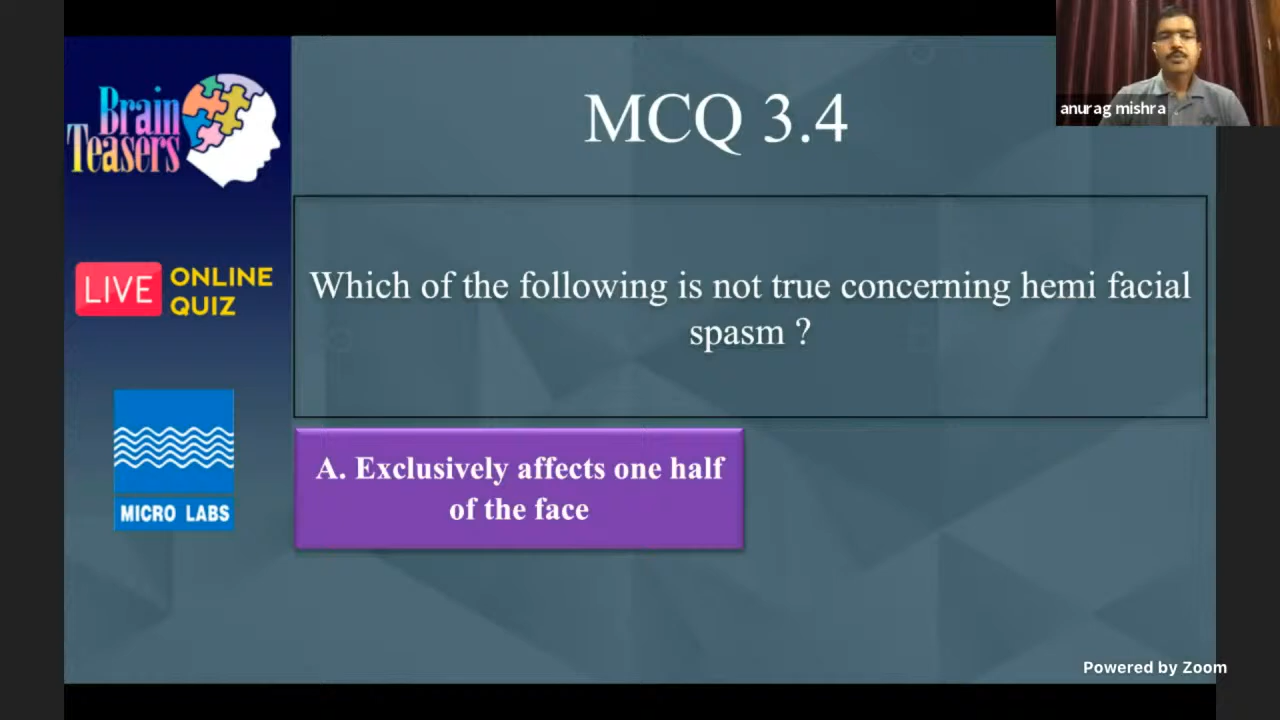 Brain
Teasers
LIVE ONLINE
QUIZ
MICRO LABS
MCQ 3.4
Which of the following is not true concerning hemi facial
spasm ?
A. Exclusively affects one half
of the face
anurag mishra
Powered by Zoom